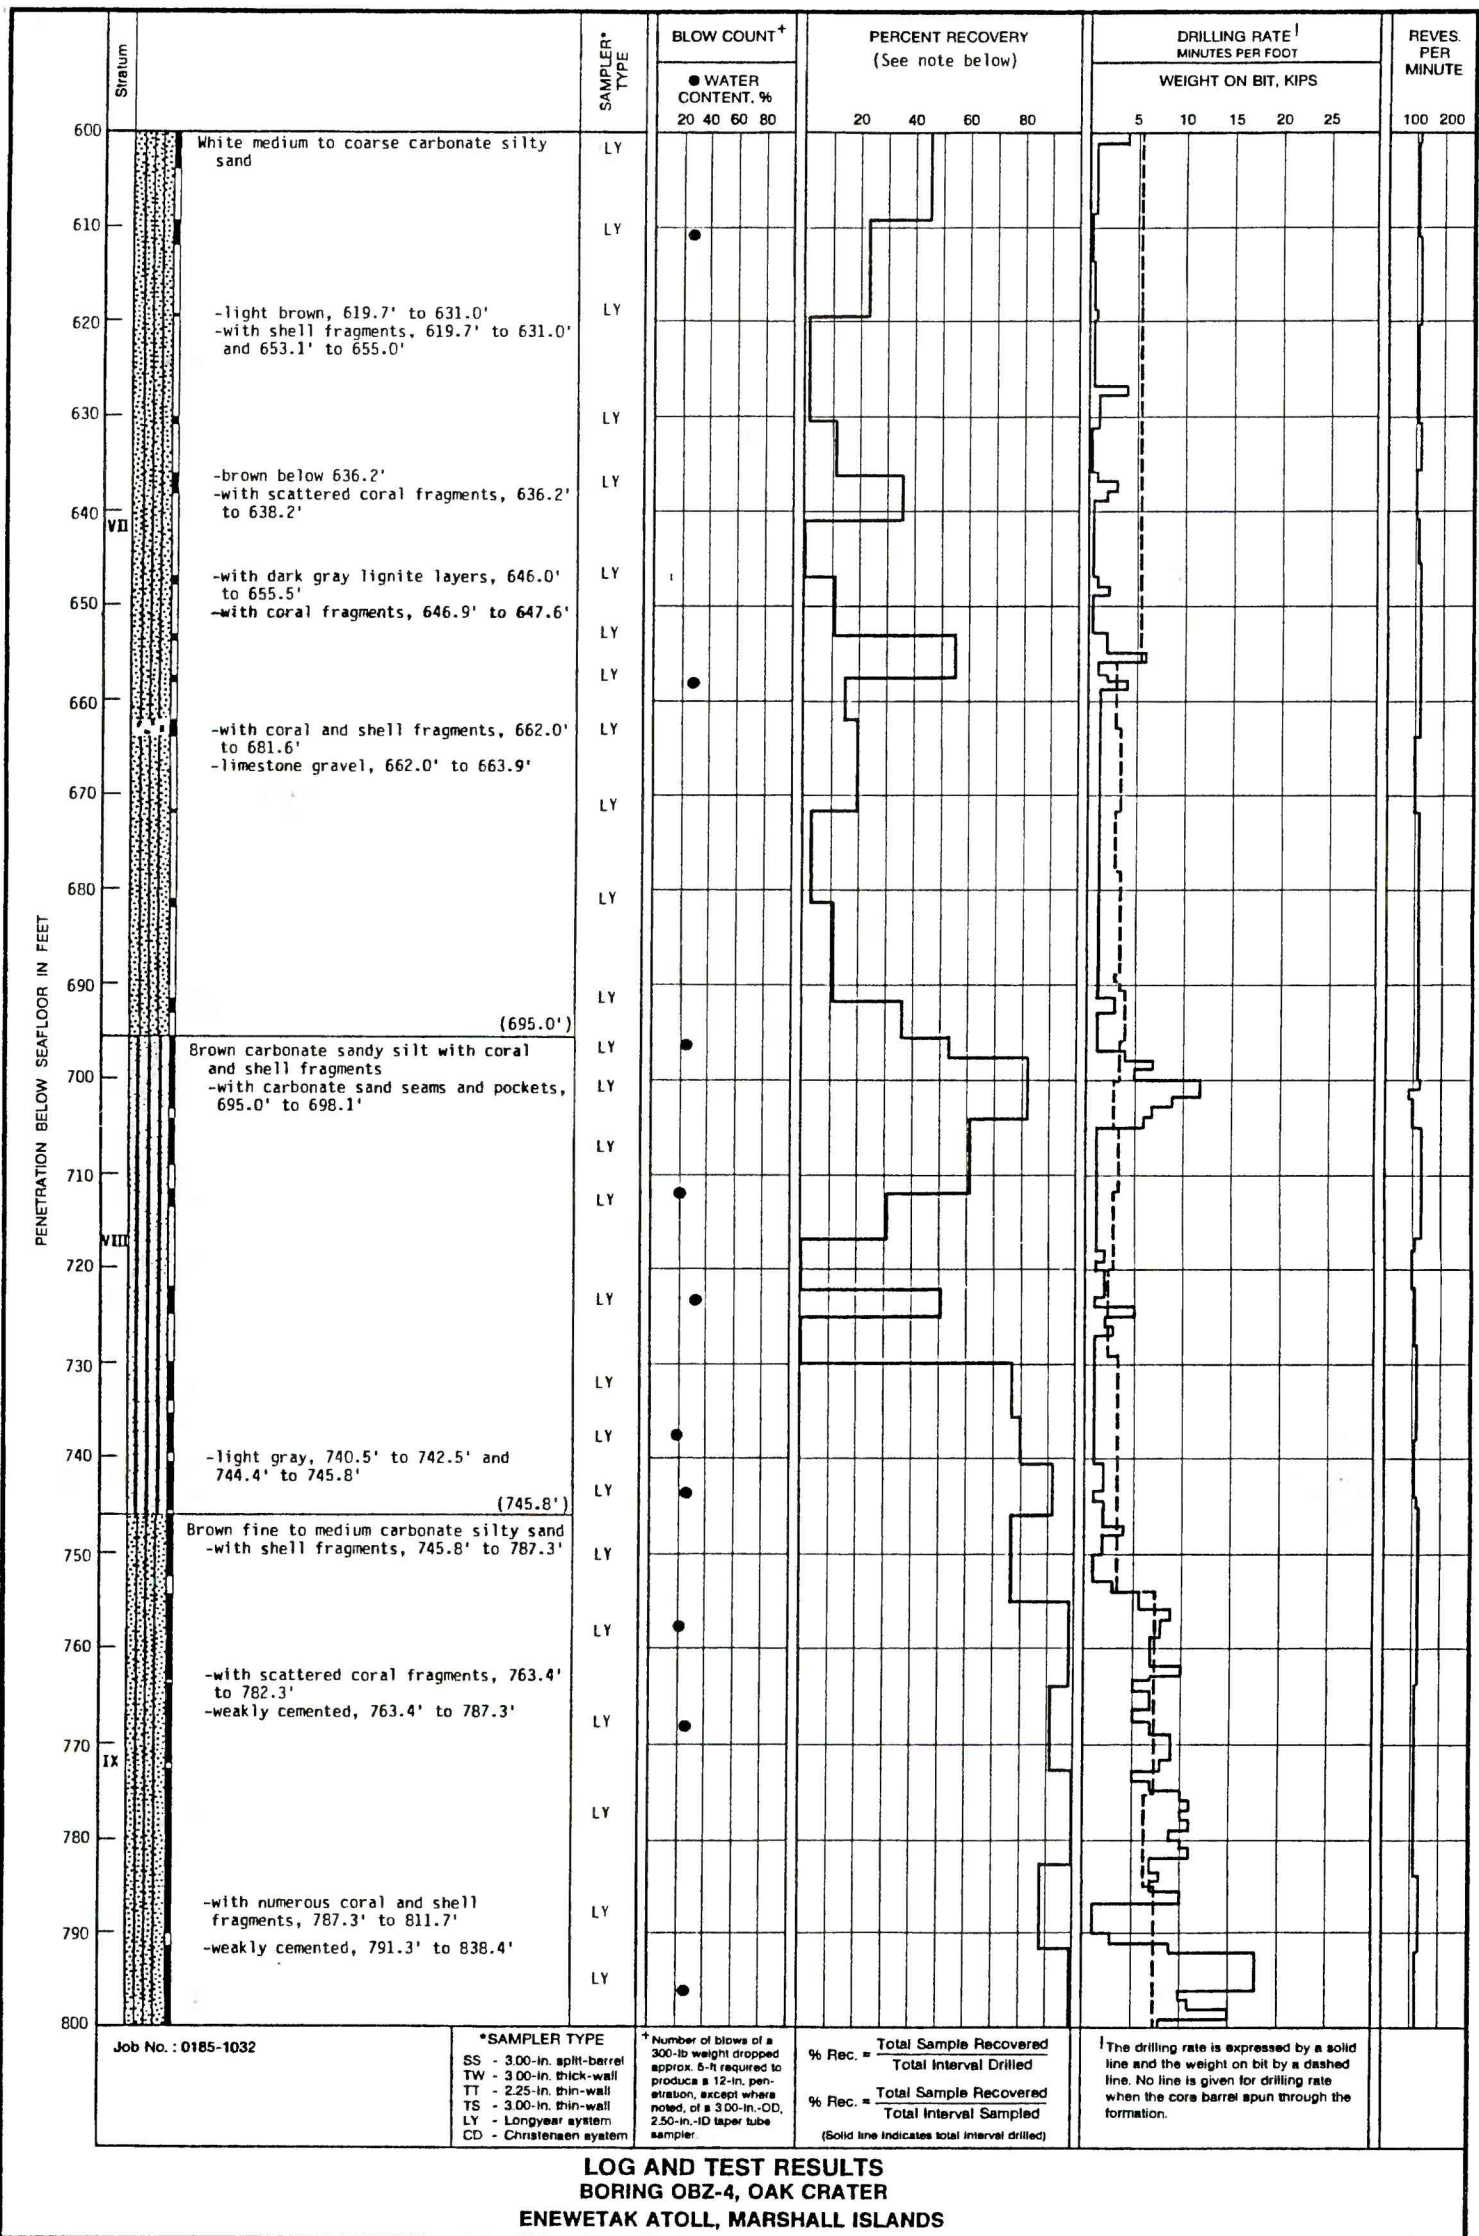 Stratum
SAMPLER* TYPE
BLOW COUNT+
● WATER
CONTENT, %
20 40 60 80
PERCENT RECOVERY
(See note below)
20 40 60 80
DRILLING RATE!
MINUTES PER FOOT
WEIGHT ON BIT, KIPS
5 10 15 20 25
REVES.
PER
MINUTE
100 200
PENETRATION BELOW SEAFLOOR IN FEET
600
White medium to coarse carbonate silty
sand
LY
610
LY
-light brown, 619.7' to 631.0'
LY
620
-with shell fragments, 619.7' to 631.0'
and 653.1' to 655.0'
630
LY
-brown below 636.2'
LY
-with scattered coral fragments, 636.2'
to 638.2'
640
VII
-with dark gray lignite layers, 646.0'
LY
to 655.5'
650
-with coral fragments, 646.9' to 647.6'
LY
LY
660
-with coral and shell fragments, 662.0'
LY
to 681.6'
-limestone gravel, 662.0' to 663.9'
670
LY
680
LY
690
LY
(695.0')
Brown carbonate sandy silt with coral
LY
and shell fragments
700
-with carbonate sand seams and pockets,
LY
695.0' to 698.1'
LY
710
LY
VIII
720
LY
730
LY
LY
740
-light gray, 740.5' to 742.5' and
744.4' to 745.8'
LY
(745.8')
Brown fine to medium carbonate silty sand
750
-with shell fragments, 745.8' to 787.3'
LY
LY
760
-with scattered coral fragments, 763.4'
to 782.3'
-weakly cemented, 763.4' to 787.3'
LY
770
IX
LY
780
-with numerous coral and shell
fragments, 787.3' to 811.7'
LY
790
-weakly cemented, 791.3' to 838.4'
LY
800
Job No. : 0185-1032
*SAMPLER TYPE
SS - 3.00-in. split-barrel
TW - 3.00-in. thick-wall
TT - 2.25-in. thin-wall
TS - 3.00-in. thin-wall
LY - Longyear system
CD - Christensen system
+Number of blows of a
300-lb weight dropped
approx. 5-ft required to
produce a 12-in. pen-
etration, except where
noted, of a 3.00-in.-OD,
2.50-in.-ID taper tube
sampler.
% Rec. = Total Sample Recovered
Total Interval Drilled
% Rec. = Total Sample Recovered
Total Interval Sampled
(Solid line indicates total interval drilled)
!The drilling rate is expressed by a solid
line and the weight on bit by a dashed
line. No line is given for drilling rate
when the core barrel spun through the
formation.
LOG AND TEST RESULTS
BORING OBZ-4, OAK CRATER
ENEWETAK ATOLL, MARSHALL ISLANDS